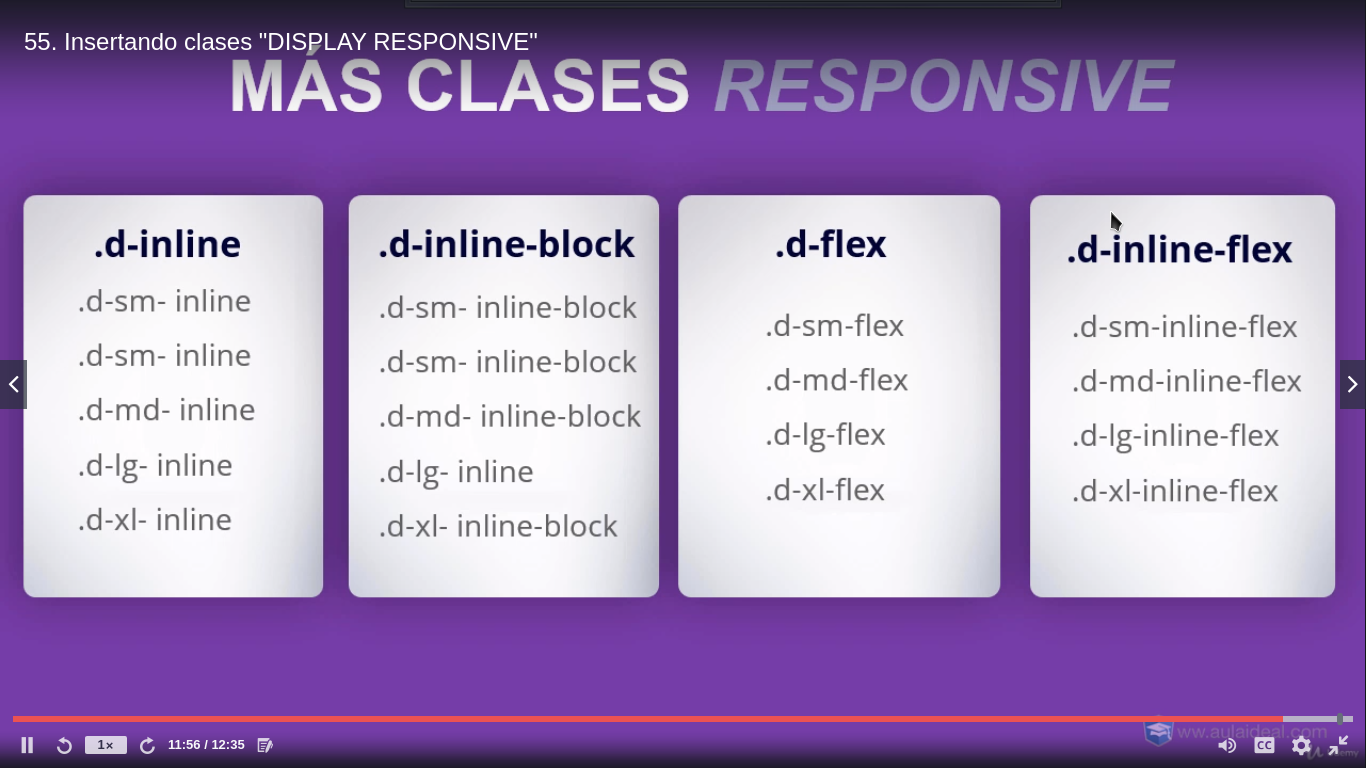 55. Insertando clases "DISPLAY RESPONSIVE"
MÁS CLASES RESPONSIVE
.d-inline
.d-sm- inline
.d-sm- inline
.d-md- inline
.d-lg- inline
.d-xl- inline
.d-inline-block
.d-sm- inline-block
.d-sm- inline-block
.d-md- inline-block
.d-lg- inline
.d-xl- inline-block
.d-flex
.d-sm-flex
.d-md-flex
.d-lg-flex
.d-xl-flex
.d-inline-flex
.d-sm-inline-flex
.d-md-inline-flex
.d-lg-inline-flex
.d-xl-inline-flex
ww.aulaideal.com
1×
11:56 / 12:35
CC